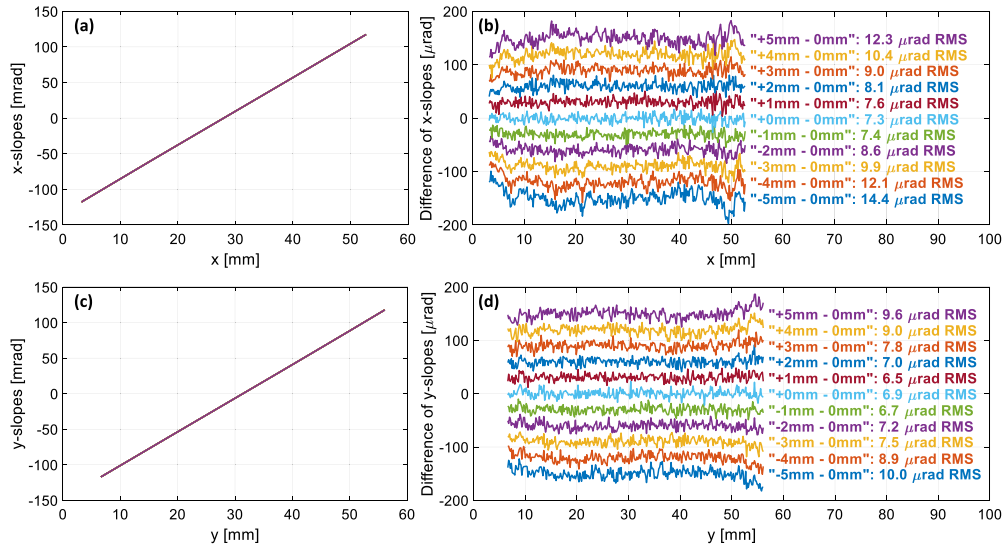 (a)
150
100
50
0
-50
-100
-150
x-slopes [mrad]
0 10 20 30 40 50 60
x [mm]
(b)
200
100
0
-100
-200
Difference of x-slopes [μrad]
"+5mm - 0mm": 12.3 μrad RMS
"+4mm - 0mm": 10.4 μrad RMS
"+3mm - 0mm": 9.0 μrad RMS
"+2mm - 0mm": 8.1 μrad RMS
"+1mm - 0mm": 7.6 μrad RMS
"+0mm - 0mm": 7.3 μrad RMS
"-1mm - 0mm": 7.4 μrad RMS
"-2mm - 0mm": 8.6 μrad RMS
"-3mm - 0mm": 9.9 μrad RMS
"-4mm - 0mm": 12.1 μrad RMS
"-5mm - 0mm": 14.4 μrad RMS
0 10 20 30 40 50 60 70 80 90 100
x [mm]
(c)
150
100
50
0
-50
-100
-150
y-slopes [mrad]
0 10 20 30 40 50 60
y [mm]
(d)
200
100
0
-100
-200
Difference of y-slopes [μrad]
"+5mm - 0mm": 9.6 μrad RMS
"+4mm - 0mm": 9.0 μrad RMS
"+3mm - 0mm": 7.8 μrad RMS
"+2mm - 0mm": 7.0 μrad RMS
"+1mm - 0mm": 6.5 μrad RMS
"+0mm - 0mm": 6.9 μrad RMS
"-1mm - 0mm": 6.7 μrad RMS
"-2mm - 0mm": 7.2 μrad RMS
"-3mm - 0mm": 7.5 μrad RMS
"-4mm - 0mm": 8.9 μrad RMS
"-5mm - 0mm": 10.0 μrad RMS
0 10 20 30 40 50 60 70 80 90 100
y [mm]